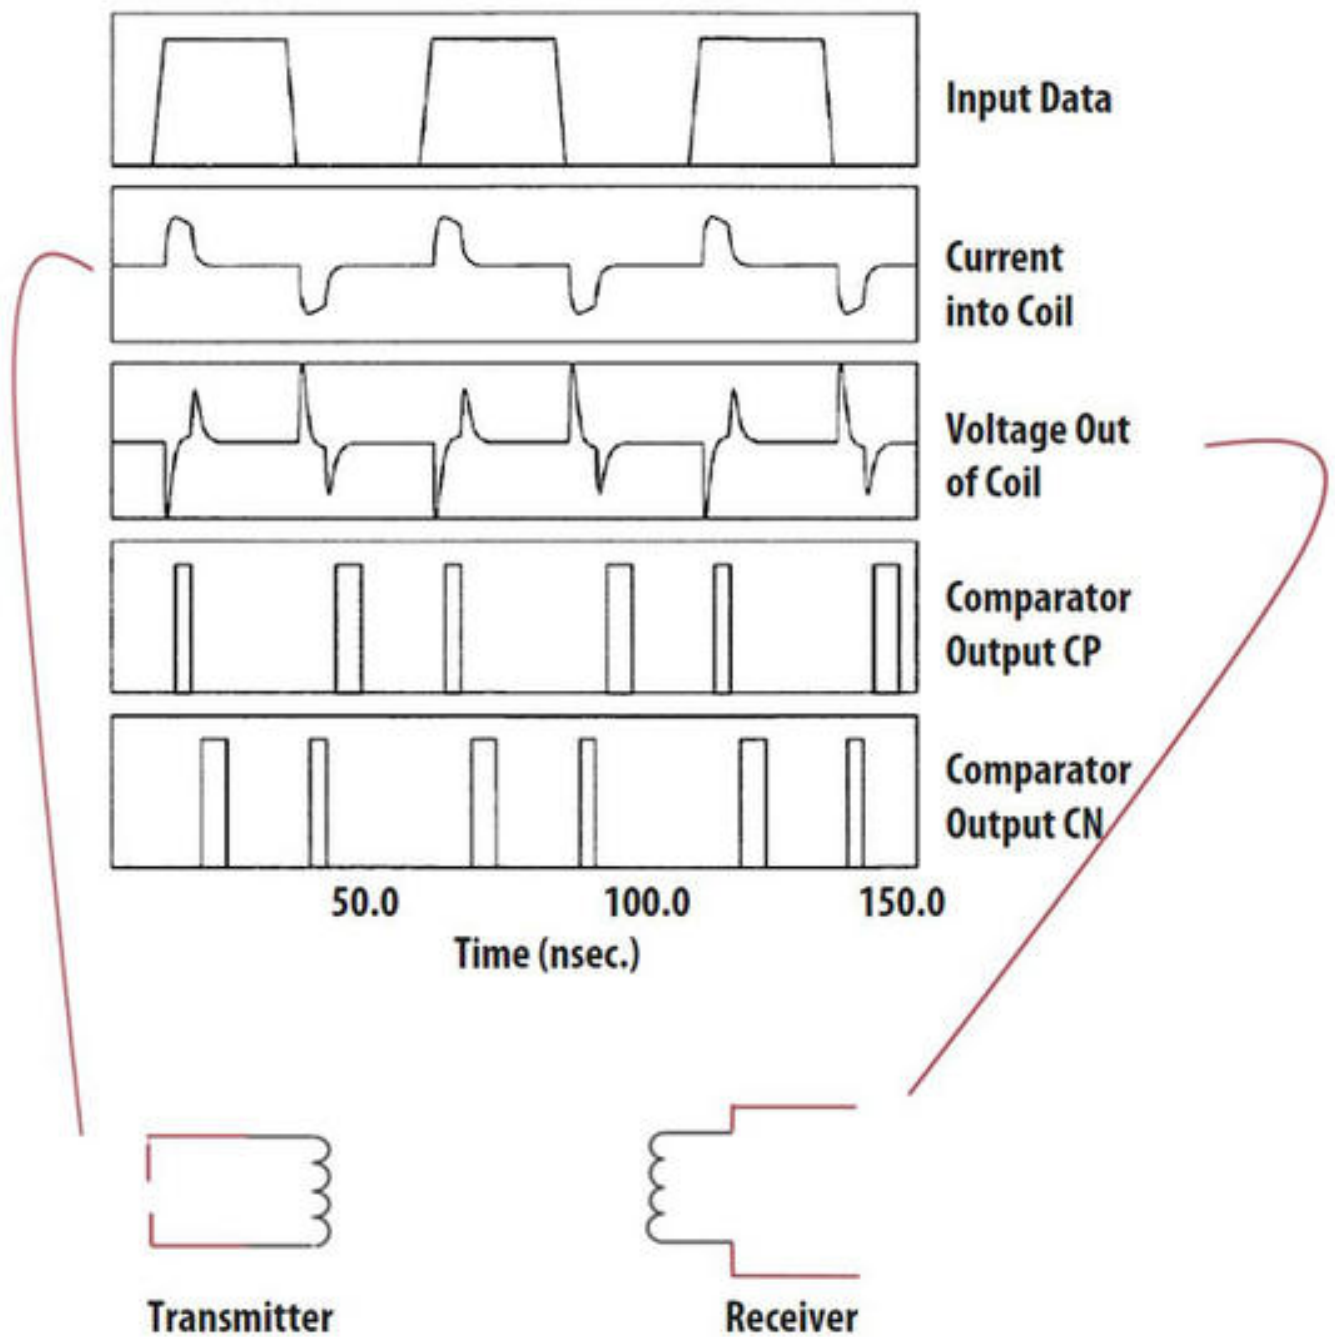 Input Data
Current
into Coil
Voltage Out
of Coil
Comparator
Output CP
Comparator
Output CN
50.0 100.0 150.0
Time (nsec.)
Transmitter Receiver